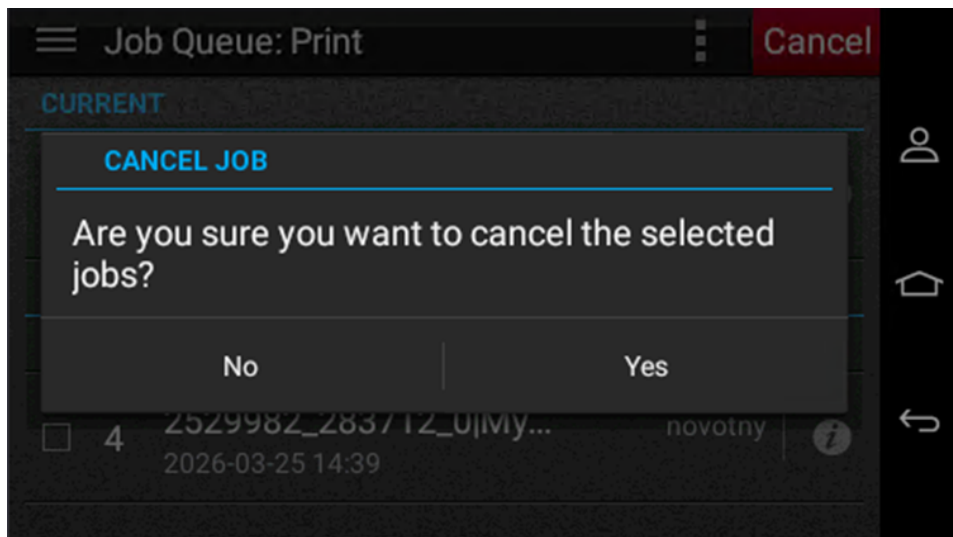 Job Queue: Print
Cancel
CURRENT
CANCEL JOB
Are you sure you want to cancel the selected
jobs?
No Yes
4 2529982_283712_0|My... novotny
2026-03-25 14:39